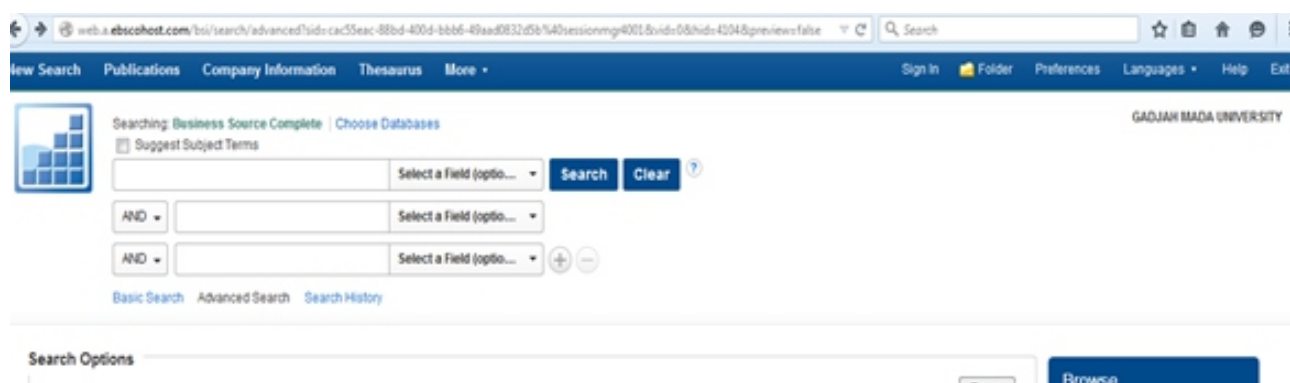 web.a.ebscohost.com/bsi/search/advanced?sid=cac55eac-88bd-400d-bbb6-49aad0832d5b%40sessionmgr4001&vid=0&hid=4104&preview=false Search
New Search Publications Company Information Thesaurus More Sign In Folder Preferences Languages Help Exit
GADJAH MADA UNIVERSITY
Searching: Business Source Complete | Choose Databases
Suggest Subject Terms
Select a Field (optio... Search Clear ?
AND Select a Field (optio...
AND Select a Field (optio... + −
Basic Search Advanced Search Search History
Search Options
Browse